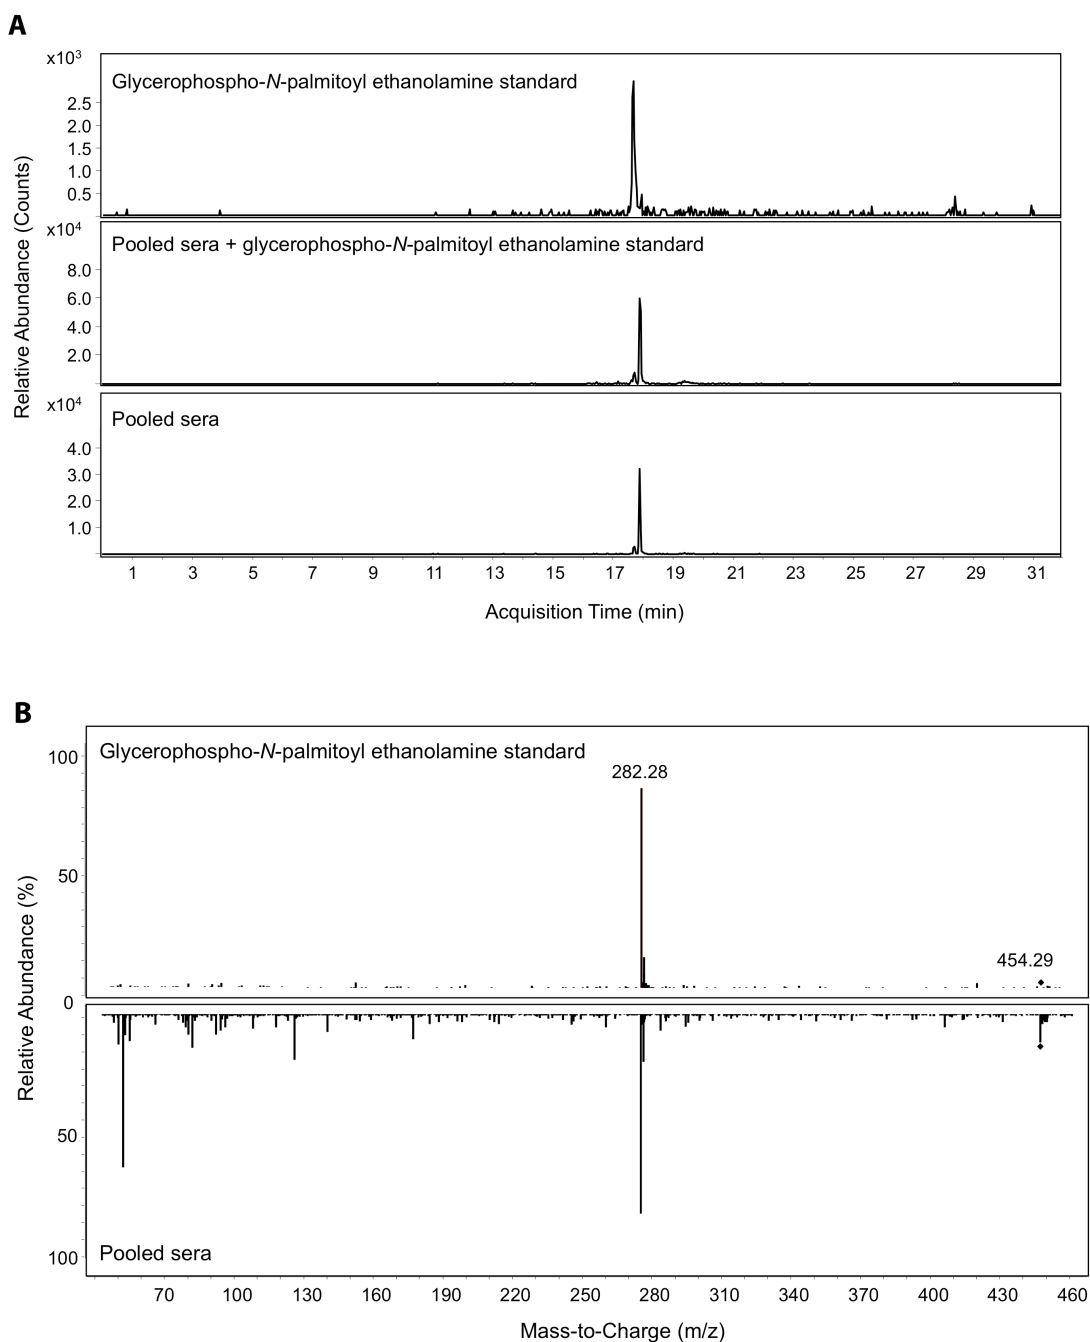 A
x10³
Glycerophospho-N-palmitoyl ethanolamine standard
2.5
2.0
1.5
1.0
0.5
x10⁴
Pooled sera + glycerophospho-N-palmitoyl ethanolamine standard
8.0
6.0
4.0
2.0
x10⁴
Pooled sera
4.0
3.0
2.0
1.0
Relative Abundance (Counts)
1 3 5 7 9 11 13 15 17 19 21 23 25 27 29 31
Acquisition Time (min)
B
Glycerophospho-N-palmitoyl ethanolamine standard
100
282.28
50
454.29
0
50
100
Pooled sera
Relative Abundance (%)
70 100 130 160 190 220 250 280 310 340 370 400 430 460
Mass-to-Charge (m/z)